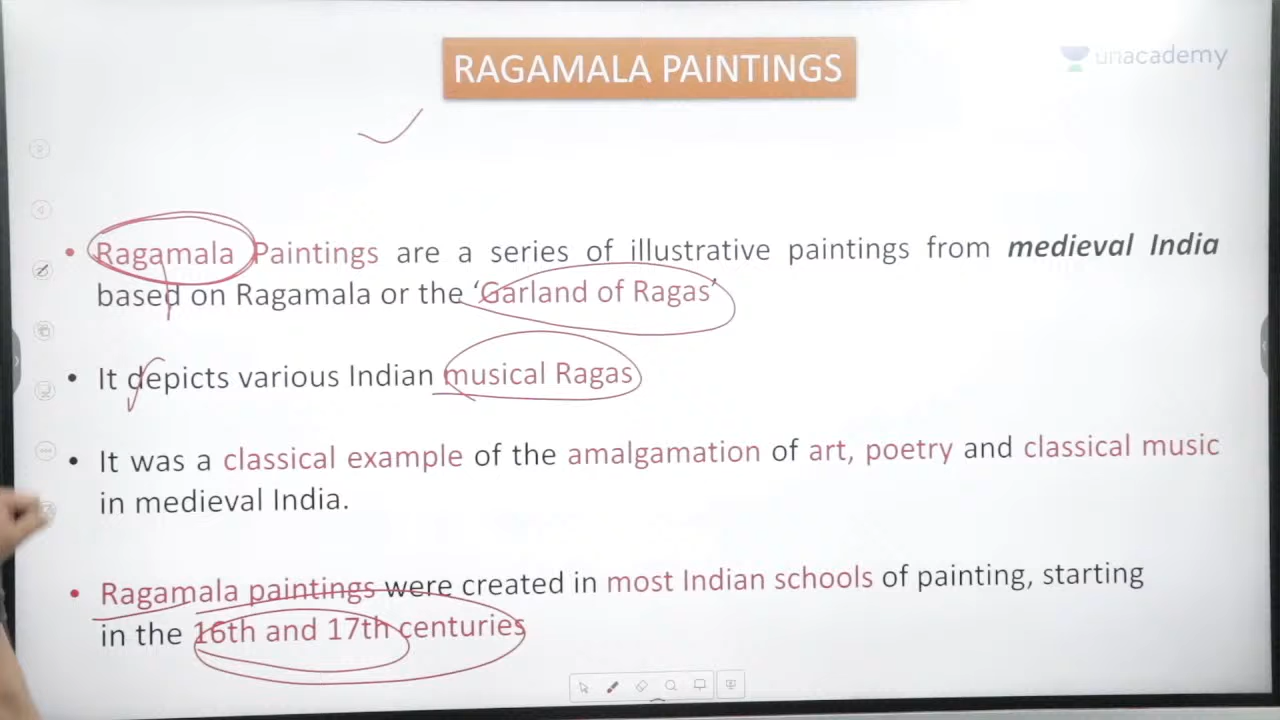 RAGAMALA PAINTINGS
unacademy
• Ragamala Paintings are a series of illustrative paintings from medieval India
based on Ragamala or the ‘Garland of Ragas’
• It depicts various Indian musical Ragas
• It was a classical example of the amalgamation of art, poetry and classical music
in medieval India.
• Ragamala paintings were created in most Indian schools of painting, starting
in the 16th and 17th centuries